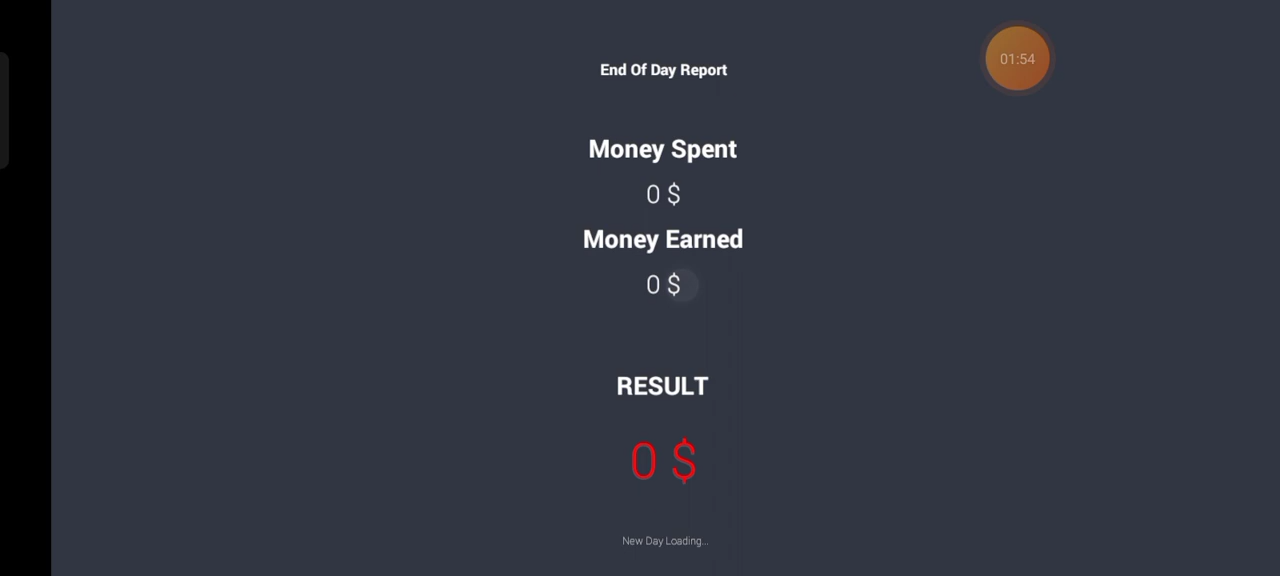 End Of Day Report
01:54
Money Spent
0 $
Money Earned
0 $
RESULT
0 $
New Day Loading...